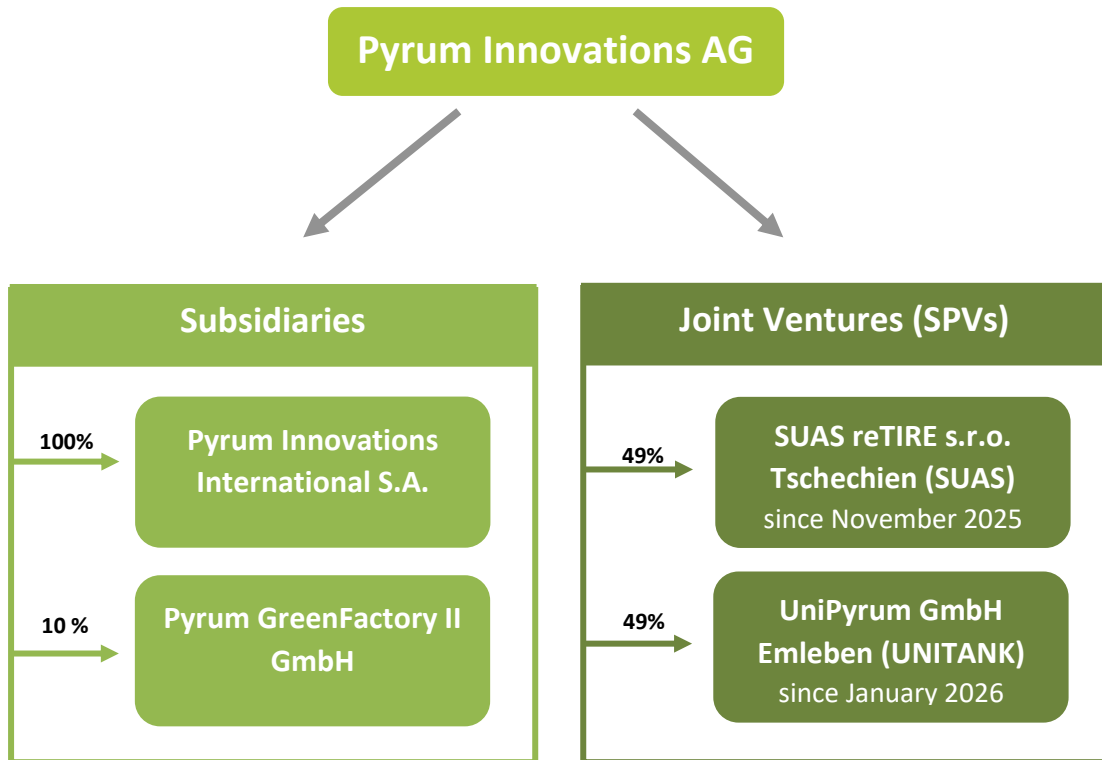 Pyrum Innovations AG
Subsidiaries
100%
Pyrum Innovations
International S.A.
10 %
Pyrum GreenFactory II
GmbH
Joint Ventures (SPVs)
49%
SUAS reTIRE s.r.o.
Tschechien (SUAS)
since November 2025
49%
UniPyrum GmbH
Emleben (UNITANK)
since January 2026